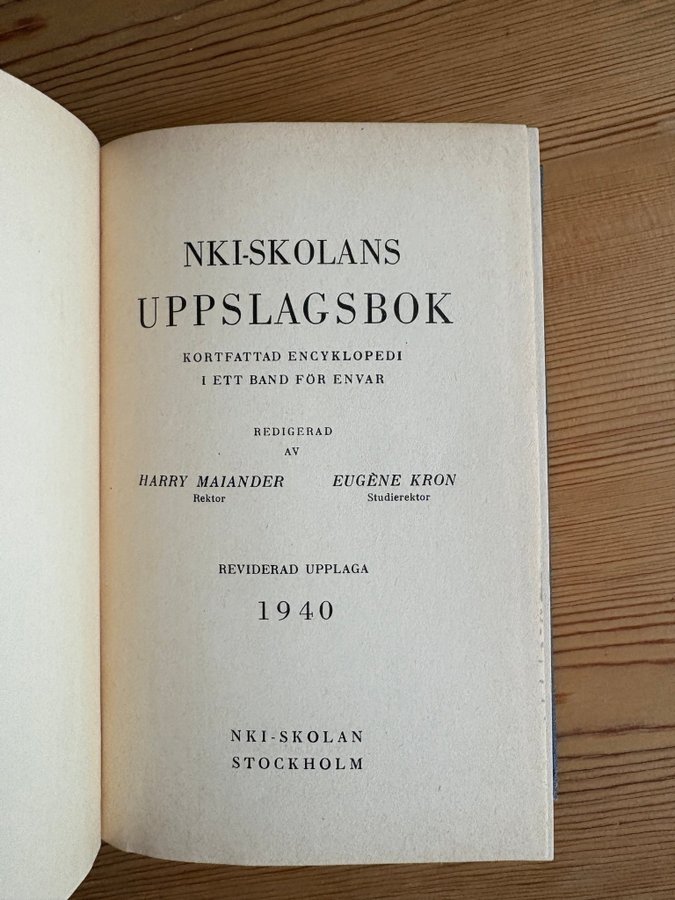 NKI-SKOLANS
UPPSLAGSBOK
KORTFATTAD ENCYKLOPEDI
I ETT BAND FÖR ENVAR
REDIGERAD
AV
HARRY MAIANDER EUGÈNE KRON
Rektor Studierektor
REVIDERAD UPPLAGA
1940
NKI-SKOLAN
STOCKHOLM